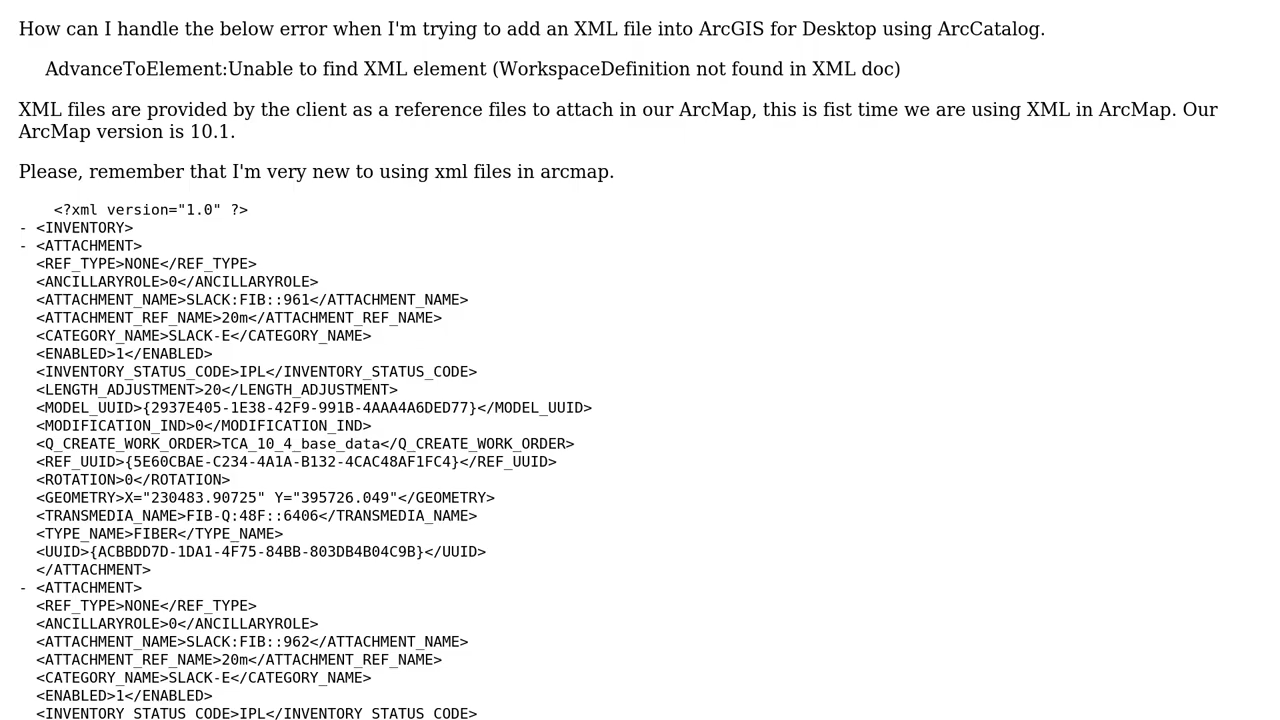 How can I handle the below error when I'm trying to add an XML file into ArcGIS for Desktop using ArcCatalog.
AdvanceToElement:Unable to find XML element (WorkspaceDefinition not found in XML doc)
XML files are provided by the client as a reference files to attach in our ArcMap, this is fist time we are using XML in ArcMap. Our
ArcMap version is 10.1.
Please, remember that I'm very new to using xml files in arcmap.
<?xml version="1.0" ?>
- <INVENTORY>
- <ATTACHMENT>
<REF_TYPE>NONE</REF_TYPE>
<ANCILLARYROLE>0</ANCILLARYROLE>
<ATTACHMENT_NAME>SLACK:FIB::961</ATTACHMENT_NAME>
<ATTACHMENT_REF_NAME>20m</ATTACHMENT_REF_NAME>
<CATEGORY_NAME>SLACK-E</CATEGORY_NAME>
<ENABLED>1</ENABLED>
<INVENTORY_STATUS_CODE>IPL</INVENTORY_STATUS_CODE>
<LENGTH_ADJUSTMENT>20</LENGTH_ADJUSTMENT>
<MODEL_UUID>{2937E405-1E38-42F9-991B-4AAA4A6DED77}</MODEL_UUID>
<MODIFICATION_IND>0</MODIFICATION_IND>
<Q_CREATE_WORK_ORDER>TCA_10_4_base_data</Q_CREATE_WORK_ORDER>
<REF_UUID>{5E60CBAE-C234-4A1A-B132-4CAC48AF1FC4}</REF_UUID>
<ROTATION>0</ROTATION>
<GEOMETRY>X="230483.90725" Y="395726.049"</GEOMETRY>
<TRANSMEDIA_NAME>FIB-Q:48F::6406</TRANSMEDIA_NAME>
<TYPE_NAME>FIBER</TYPE_NAME>
<UUID>{ACBBDD7D-1DA1-4F75-84BB-803DB4B04C9B}</UUID>
</ATTACHMENT>
- <ATTACHMENT>
<REF_TYPE>NONE</REF_TYPE>
<ANCILLARYROLE>0</ANCILLARYROLE>
<ATTACHMENT_NAME>SLACK:FIB::962</ATTACHMENT_NAME>
<ATTACHMENT_REF_NAME>20m</ATTACHMENT_REF_NAME>
<CATEGORY_NAME>SLACK-E</CATEGORY_NAME>
<ENABLED>1</ENABLED>
<INVENTORY_STATUS_CODE>IPL</INVENTORY_STATUS_CODE>